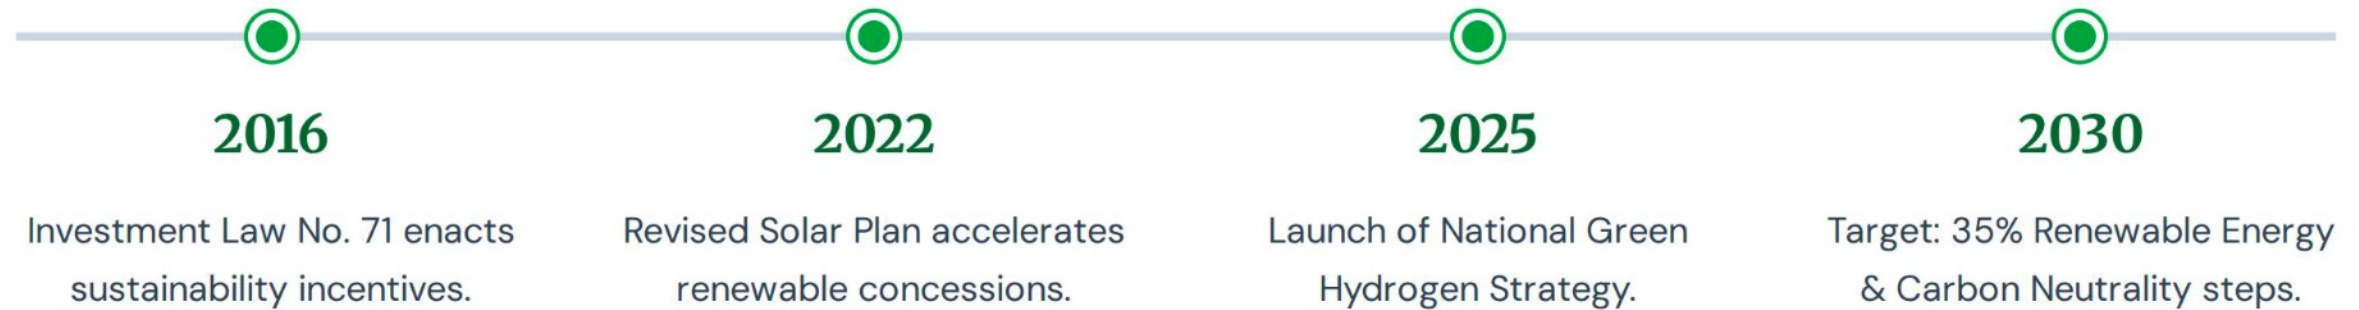 2016
Investment Law No. 71 enacts
sustainability incentives.
2022
Revised Solar Plan accelerates
renewable concessions.
2025
Launch of National Green
Hydrogen Strategy.
2030
Target: 35% Renewable Energy
& Carbon Neutrality steps.